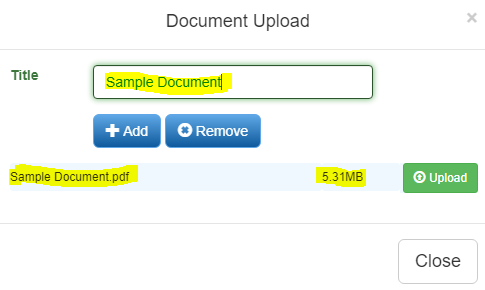 Document Upload
×
Title
Sample Document
Add
Remove
Sample Document.pdf 5.31MB Upload
Close